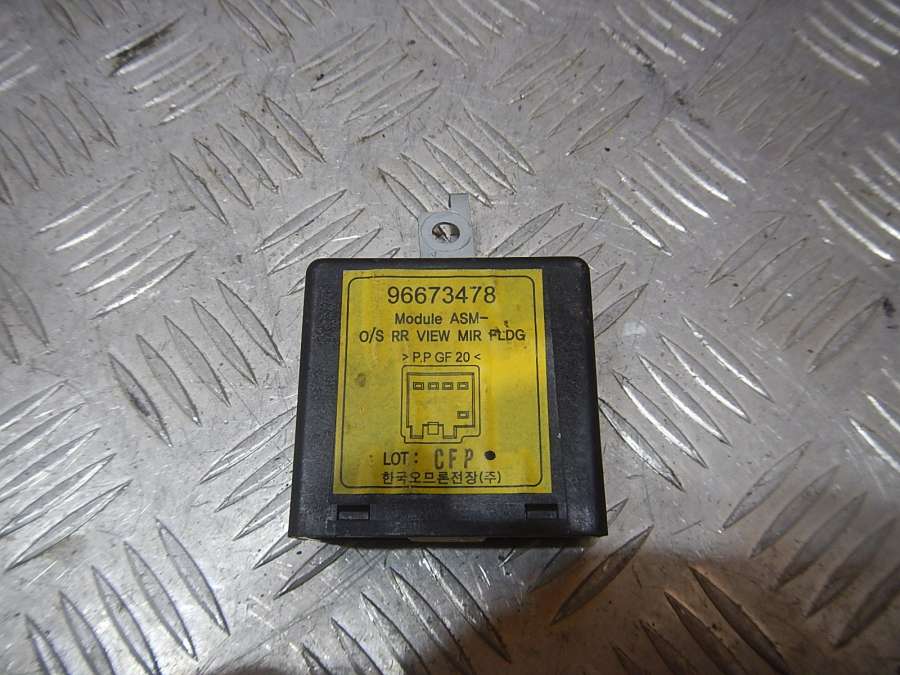 96673478
Module ASM-
O/S RR VIEW MIR FLDG
>P.P GF 20<
LOT: CFP
한국오므론전장(주)